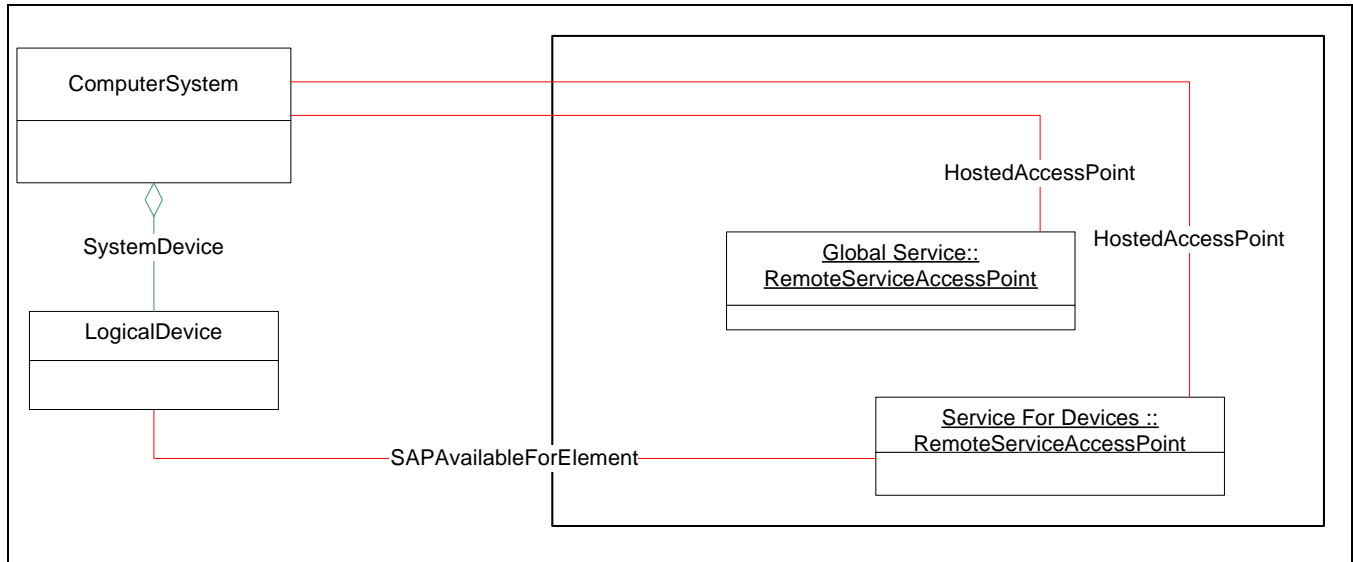 ComputerSystem
HostedAccessPoint
SystemDevice
HostedAccessPoint
Global Service::
RemoteServiceAccessPoint
LogicalDevice
Service For Devices ::
RemoteServiceAccessPoint
SAPAvailableForElement